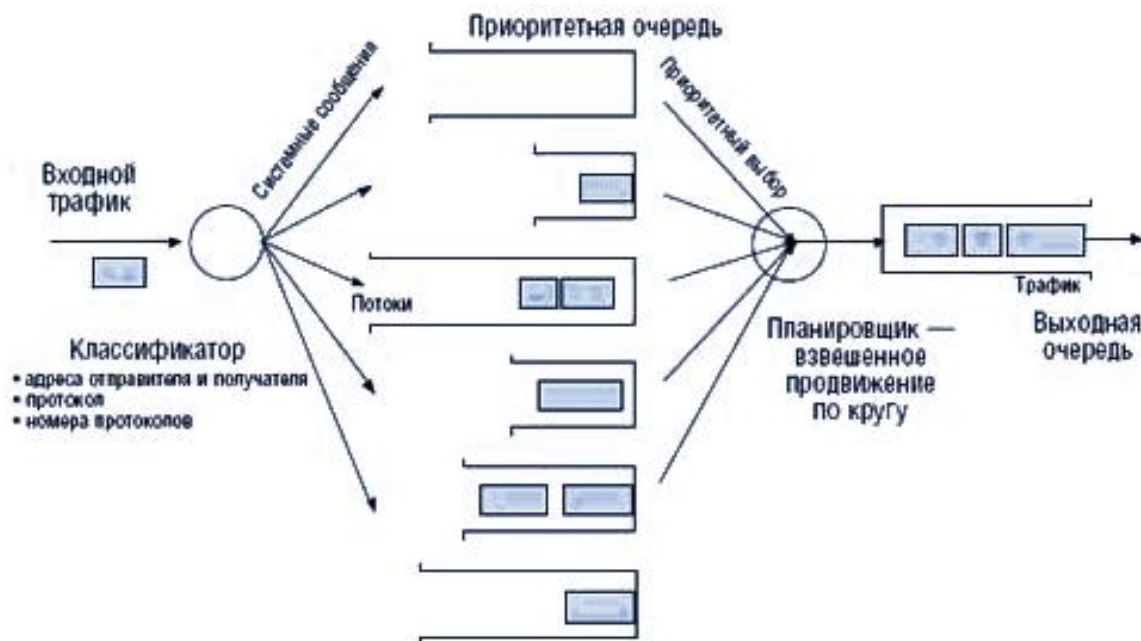 Приоритетная очередь
Системные сообщения
Приоритетный выбор
Входной
трафик
Потоки
Классификатор
• адреса отправителя и получателя
• протокол
• номера протоколов
Планировщик —
взвешенное
продвижение
по кругу
Трафик
Выходная
очередь